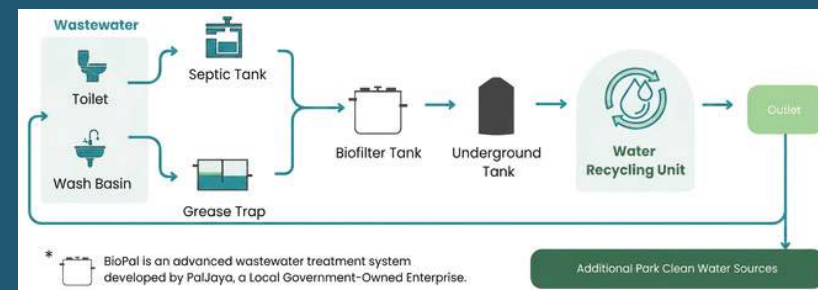 Wastewater
Toilet
Wash Basin
Septic Tank
Grease Trap
Biofilter Tank
Underground
Tank
Water
Recycling Unit
Outlet
* BioPal is an advanced wastewater treatment system
developed by PalJaya, a Local Government-Owned Enterprise.
Additional Park Clean Water Sources